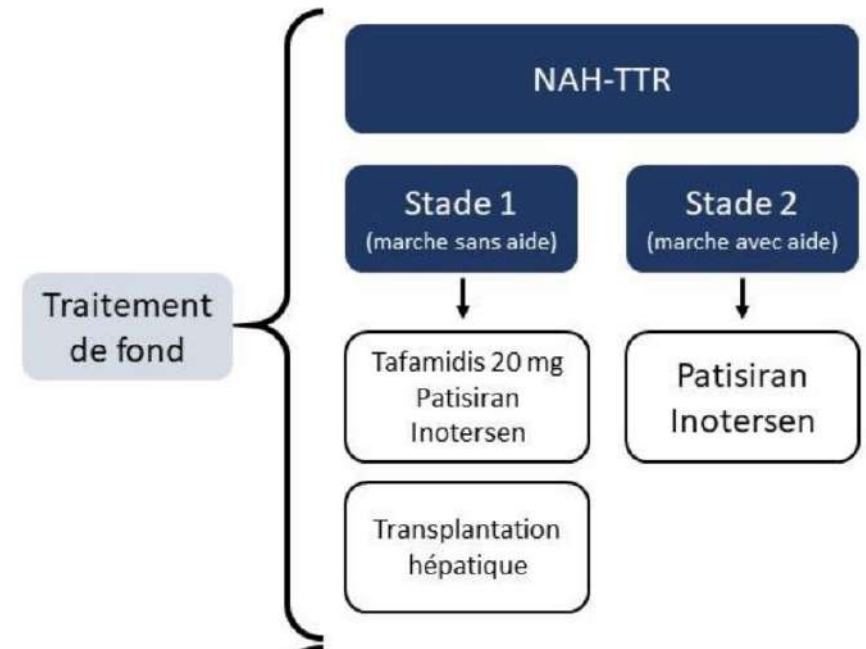 NAH-TTR
Stade 1
(marche sans aide)
Stade 2
(marche avec aide)
Traitement
de fond
Tafamidis 20 mg
Patisiran
Inotersen
Patisiran
Inotersen
Transplantation
hépatique